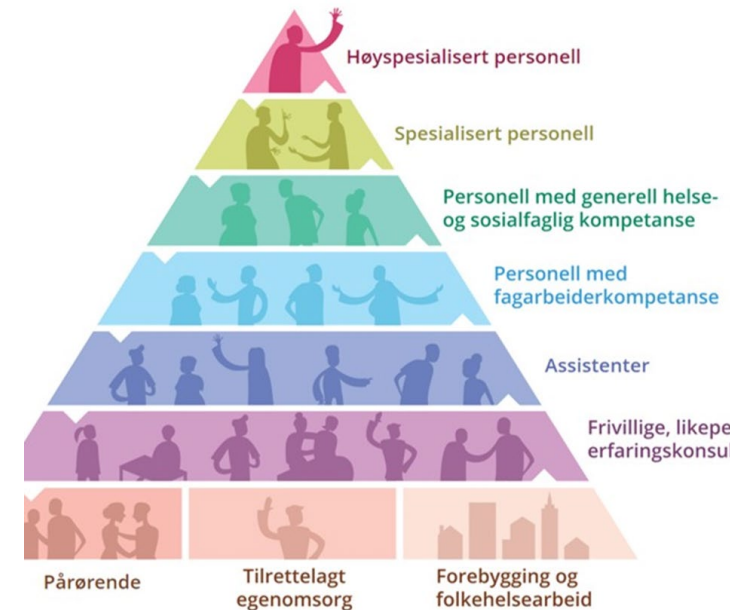 Høyspesialisert personell
Spesialisert personell
Personell med generell helse-
og sosialfaglig kompetanse
Personell med
fagarbeiderkompetanse
Assistenter
Frivillige,
Pårørende
Tilrettelagt
egenomsorg
Forebygging og
folkehelsearbeid